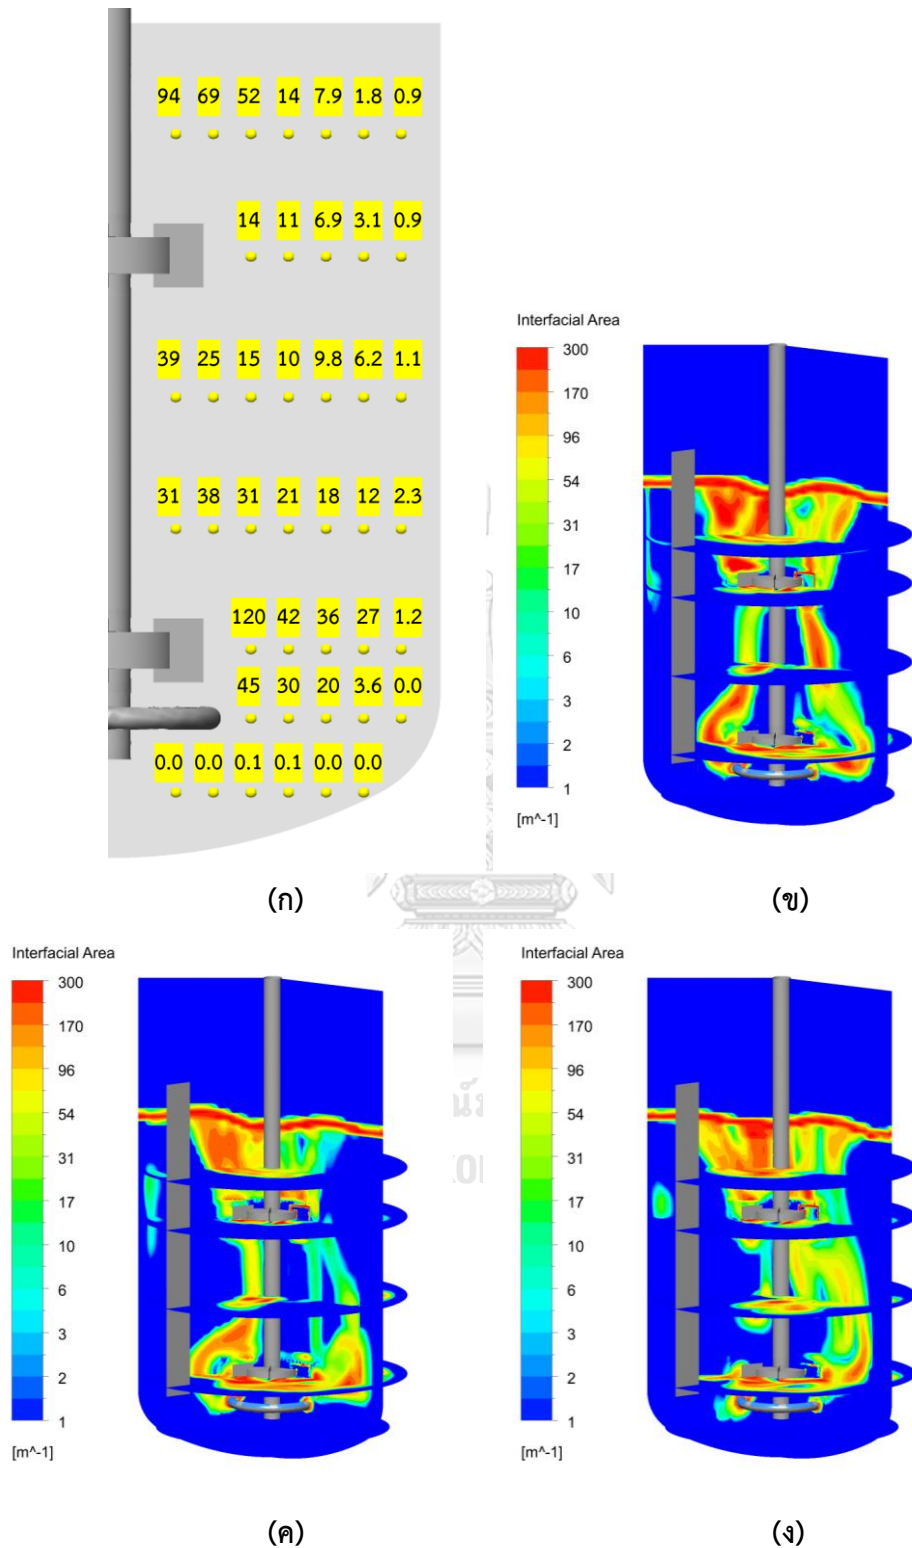 94 69 52 14 7.9 1.8 0.9
14 11 6.9 3.1 0.9
39 25 15 10 9.8 6.2 1.1
31 38 31 21 18 12 2.3
120 42 36 27 1.2
45 30 20 3.6 0.0
0.0 0.0 0.1 0.1 0.0 0.0
(ก)
Interfacial Area
300
170
96
54
31
17
10
6
3
2
1
[m^-1]
(ข)
Interfacial Area
300
170
96
54
31
17
10
6
3
2
1
[m^-1]
(ค)
Interfacial Area
300
170
96
54
31
17
10
6
3
2
1
[m^-1]
(ง)